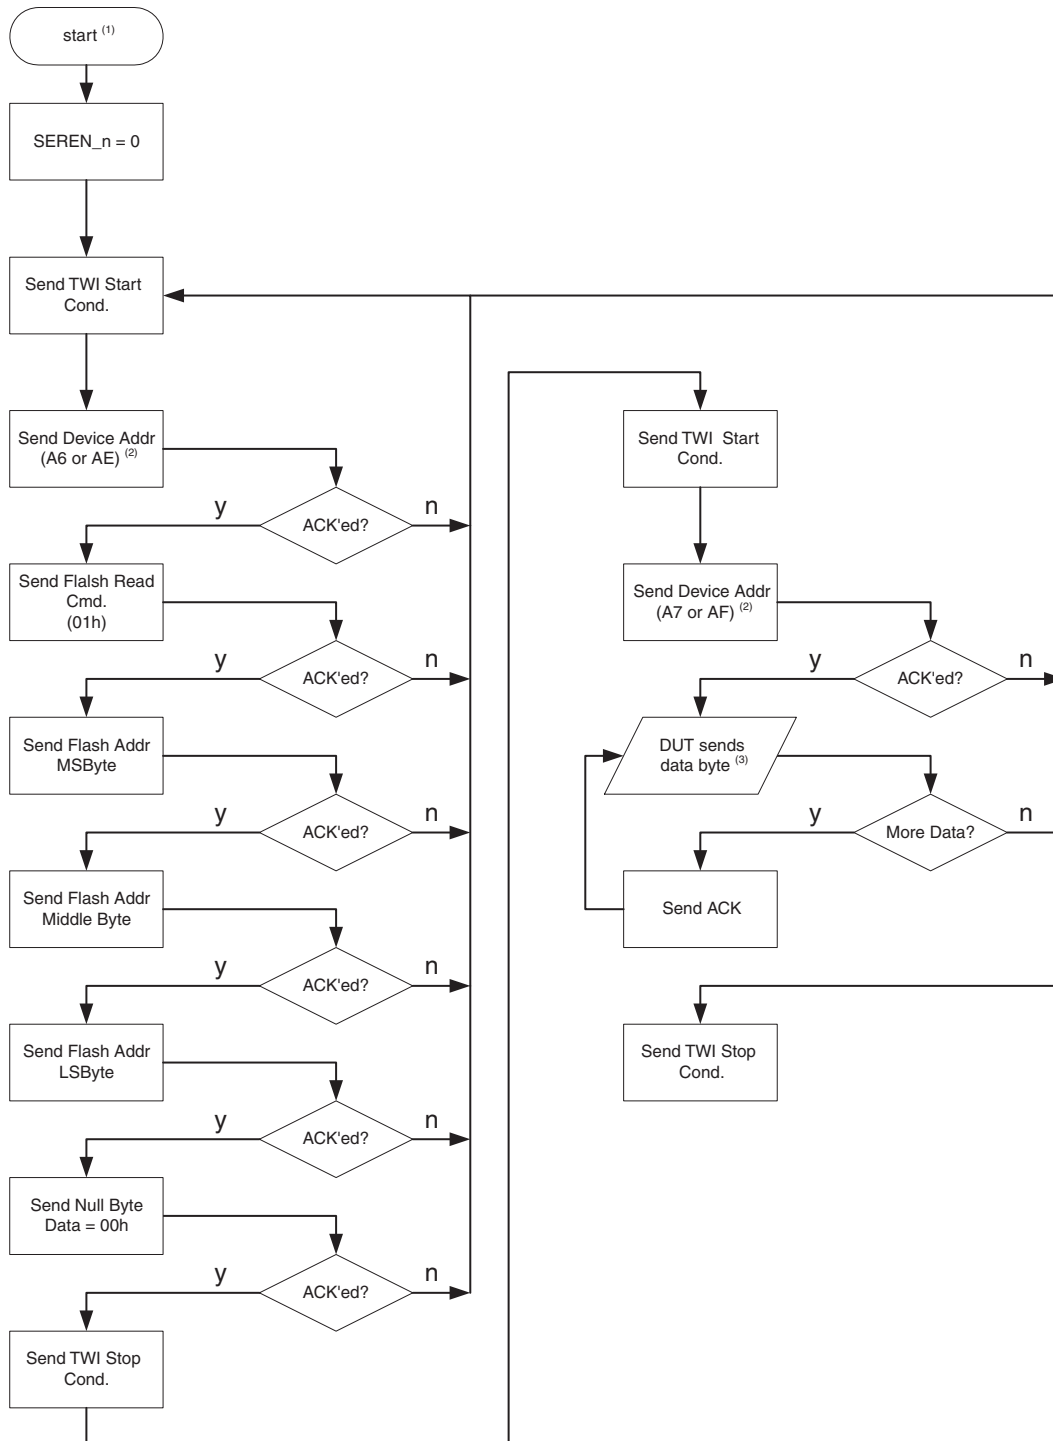 start (1)
SEREN_n = 0
Send TWI Start
Cond.
Send Device Addr
(A6 or AE) (2)
ACK'ed?
y
n
Send Flalsh Read
Cmd.
(01h)
ACK'ed?
y
n
Send Flash Addr
MSByte
ACK'ed?
y
n
Send Flash Addr
Middle Byte
ACK'ed?
y
n
Send Flash Addr
LSByte
ACK'ed?
y
n
Send Null Byte
Data = 00h
ACK'ed?
y
n
Send TWI Stop
Cond.
Send TWI Start
Cond.
Send Device Addr
(A7 or AF) (2)
ACK'ed?
y
n
DUT sends
data byte (3)
More Data?
y
n
Send ACK
Send TWI Stop
Cond.